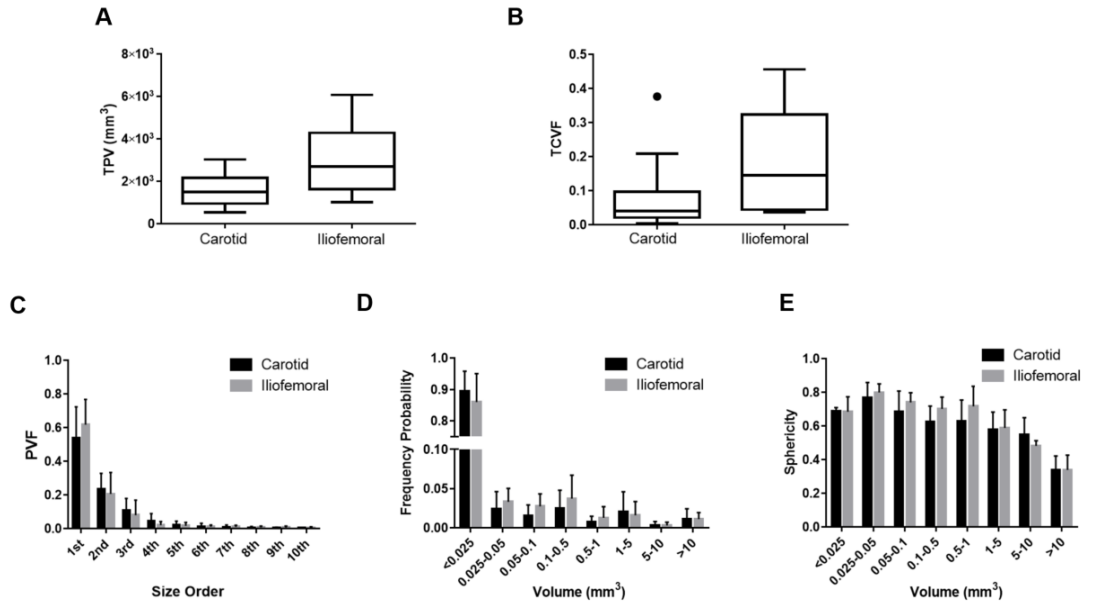 A
8×10³
6×10³
4×10³
2×10³
0
TPV (mm³)
Carotid
Iliofemoral
B
0.5
0.4
0.3
0.2
0.1
0.0
TCVF
Carotid
Iliofemoral
C
1.0
0.8
0.6
0.4
0.2
0.0
PVF
Carotid
Iliofemoral
1st
2nd
3rd
4th
5th
6th
7th
8th
9th
10th
Size Order
D
1.0
0.9
0.8
0.10
0.05
0.00
Frequency Probability
Carotid
Iliofemoral
<0.025
0.025-0.05
0.05-0.1
0.1-0.5
0.5-1
1-5
5-10
>10
Volume (mm³)
E
1.0
0.8
0.6
0.4
0.2
0.0
Sphericity
Carotid
Iliofemoral
<0.025
0.025-0.05
0.05-0.1
0.1-0.5
0.5-1
1-5
5-10
>10
Volume (mm³)